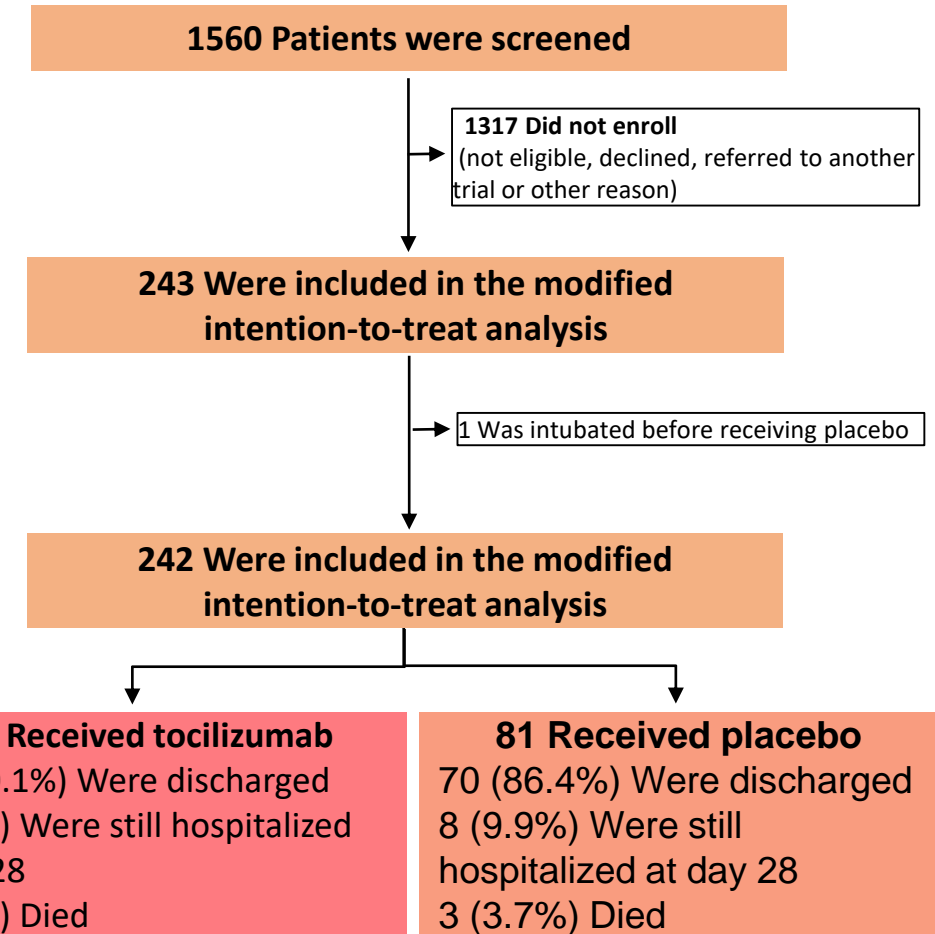 1560 Patients were screened
1317 Did not enroll
(not eligible, declined, referred to another
trial or other reason)
243 Were included in the modified
intention-to-treat analysis
1 Was intubated before receiving placebo
242 Were included in the modified
intention-to-treat analysis
Received tocilizumab
.1%) Were discharged
) Were still hospitalized
28
) Died
81 Received placebo
70 (86.4%) Were discharged
8 (9.9%) Were still
hospitalized at day 28
3 (3.7%) Died